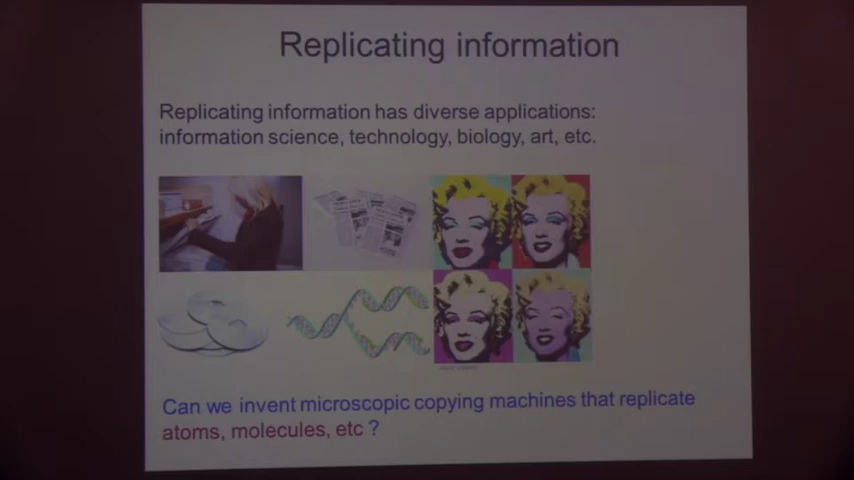 Replicating information
Replicating information has diverse applications:
information science, technology, biology, art, etc.
Can we invent microscopic copying machines that replicate
atoms, molecules, etc ?